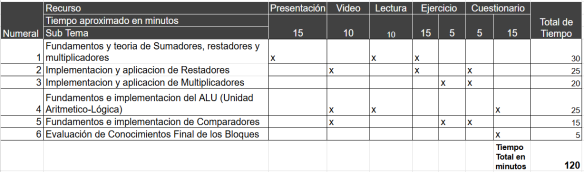 Recurso Presentación Video Lectura Ejercicio Cuestionario
Tiempo aproximado en minutos
Numeral Sub Tema 15 10 10 15 5 5 15 Total de Tiempo
Fundamentos y teoria de Sumadores, restadores y
1 multiplicadores x x x 30
2 Implementacion y aplicacion de Restadores x x x 25
3 Implementacion y aplicacion de Multiplicadores x x 20
Fundamentos e implementacion del ALU (Unidad
4 Aritmetico-Lógica) x x x 25
5 Fundamentos e implementacion de Comparadores x x x 15
6 Evaluación de Conocimientos Final de los Bloques x 5
Tiempo
Total en
minutos 120